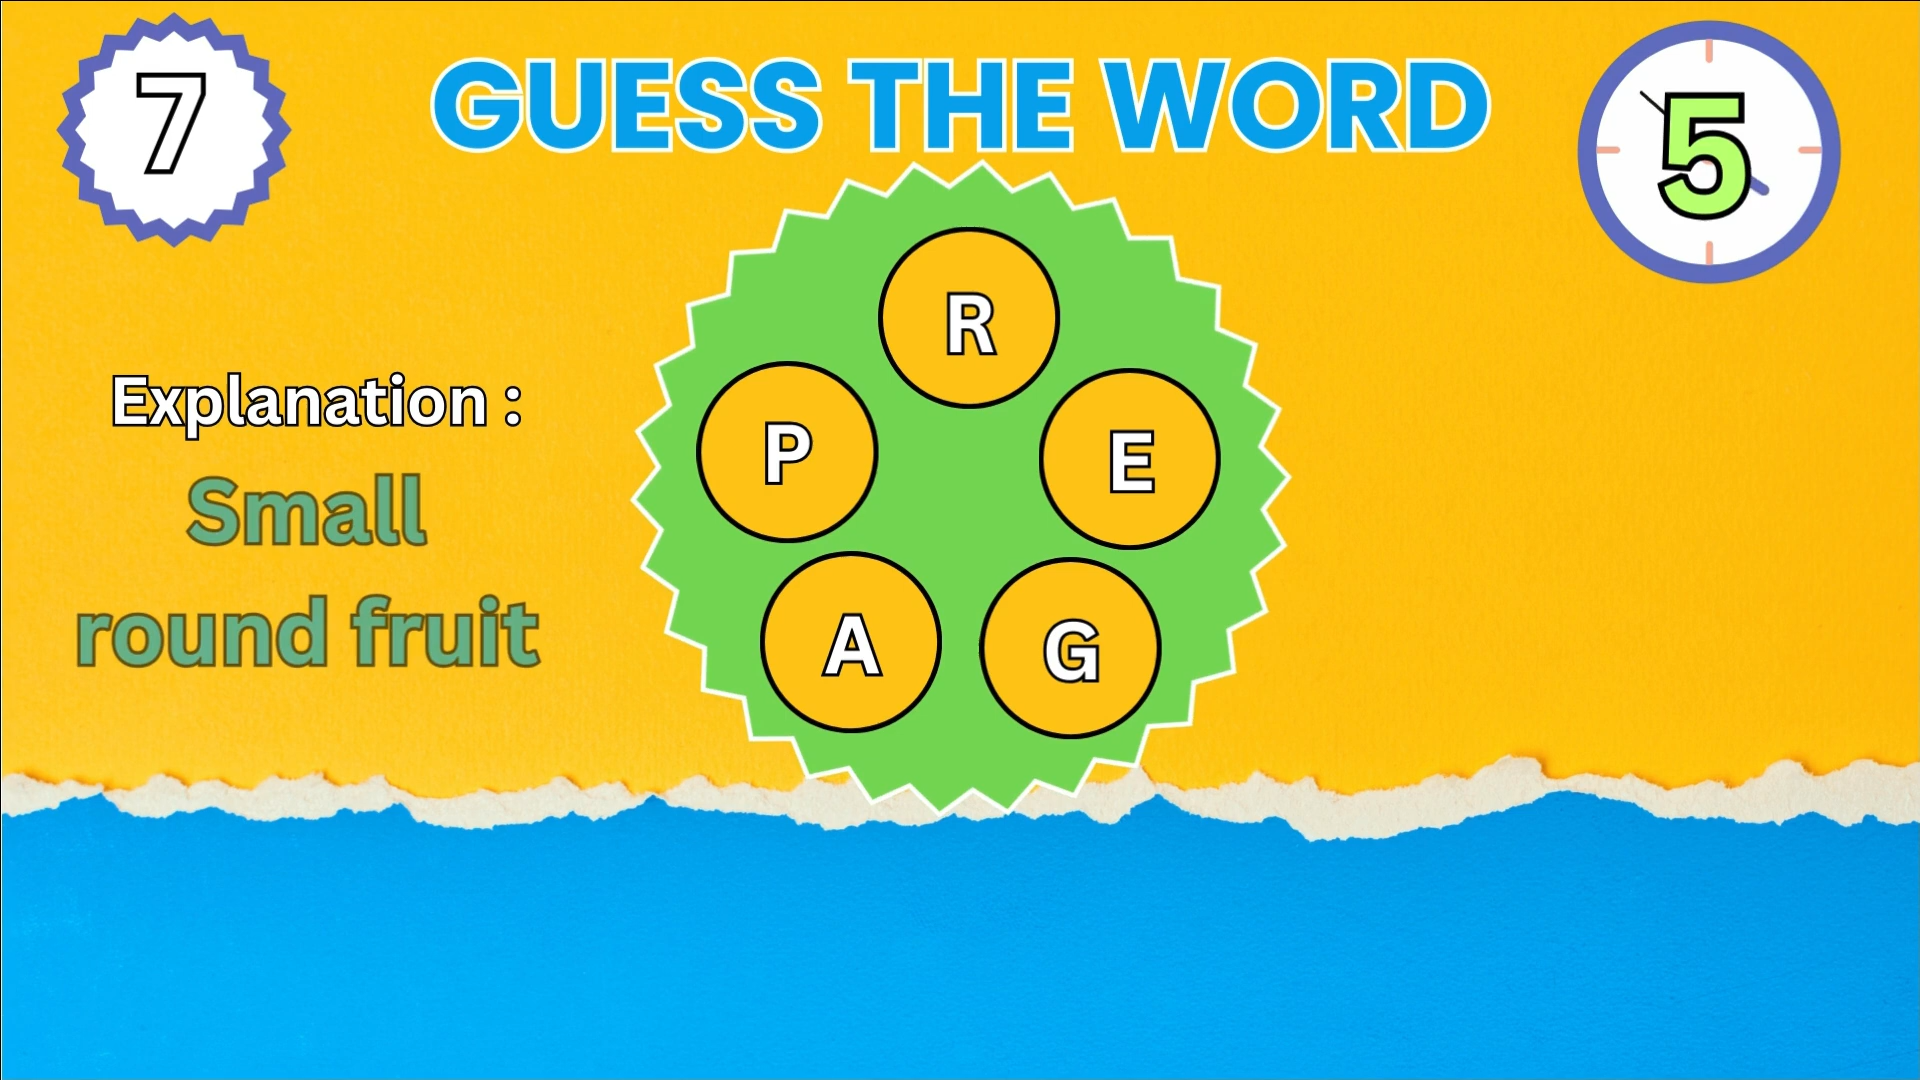 7
GUESS THE WORD
5
R
P
E
Explanation :
Small
round fruit
A
G